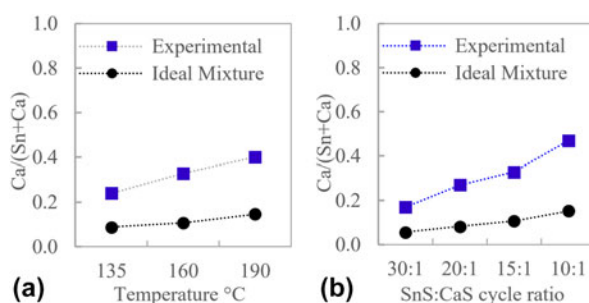 1.0
0.8
0.6
0.4
0.2
0.0
Ca/(Sn+Ca)
Experimental
Ideal Mixture
135 160 190
Temperature °C
(a)
1.0
0.8
0.6
0.4
0.2
0.0
Ca/(Sn+Ca)
Experimental
Ideal Mixture
30:1 20:1 15:1 10:1
SnS:CaS cycle ratio
(b)